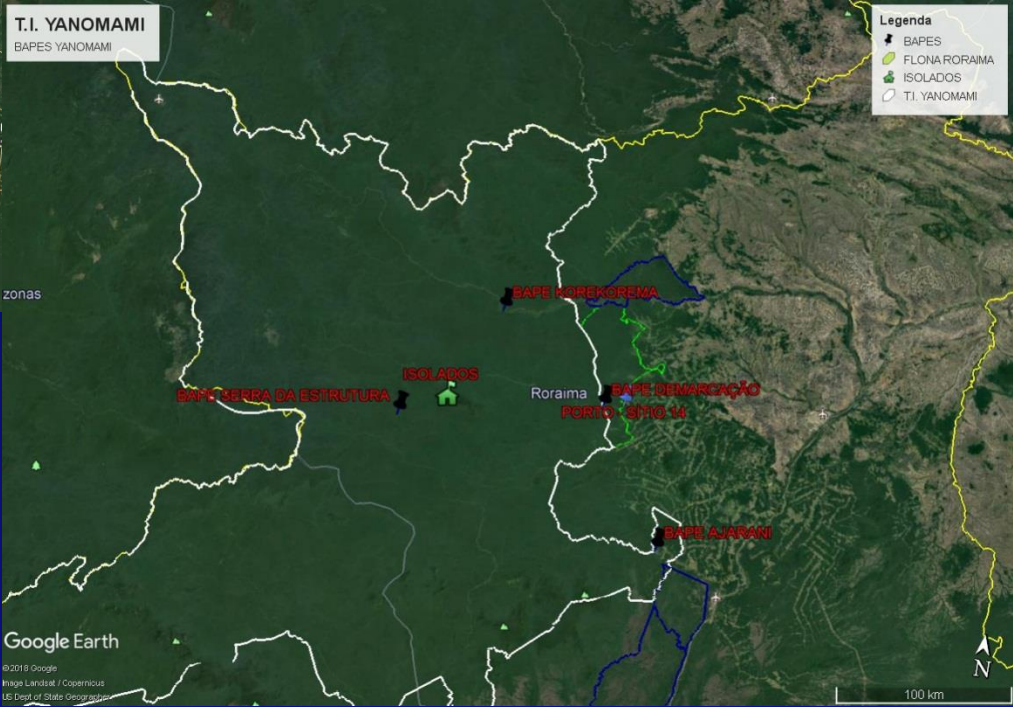 T.I. YANOMAMI
BAPES YANOMAMI
Legenda
BAPES
FLONA RORAIMA
ISOLADOS
T.I. YANOMAMI
zonas
BAPE KOREKOREMA
ISOLADOS
BAPE SERRA DA ESTRUTURA
Roraima
BAPE DEMARCAÇÃO
PORTO - SÍTIO 14
BAPE AJARANI
Google Earth
©2018 Google
Image Landsat / Copernicus
US Dept of State Geographer
N
100 km